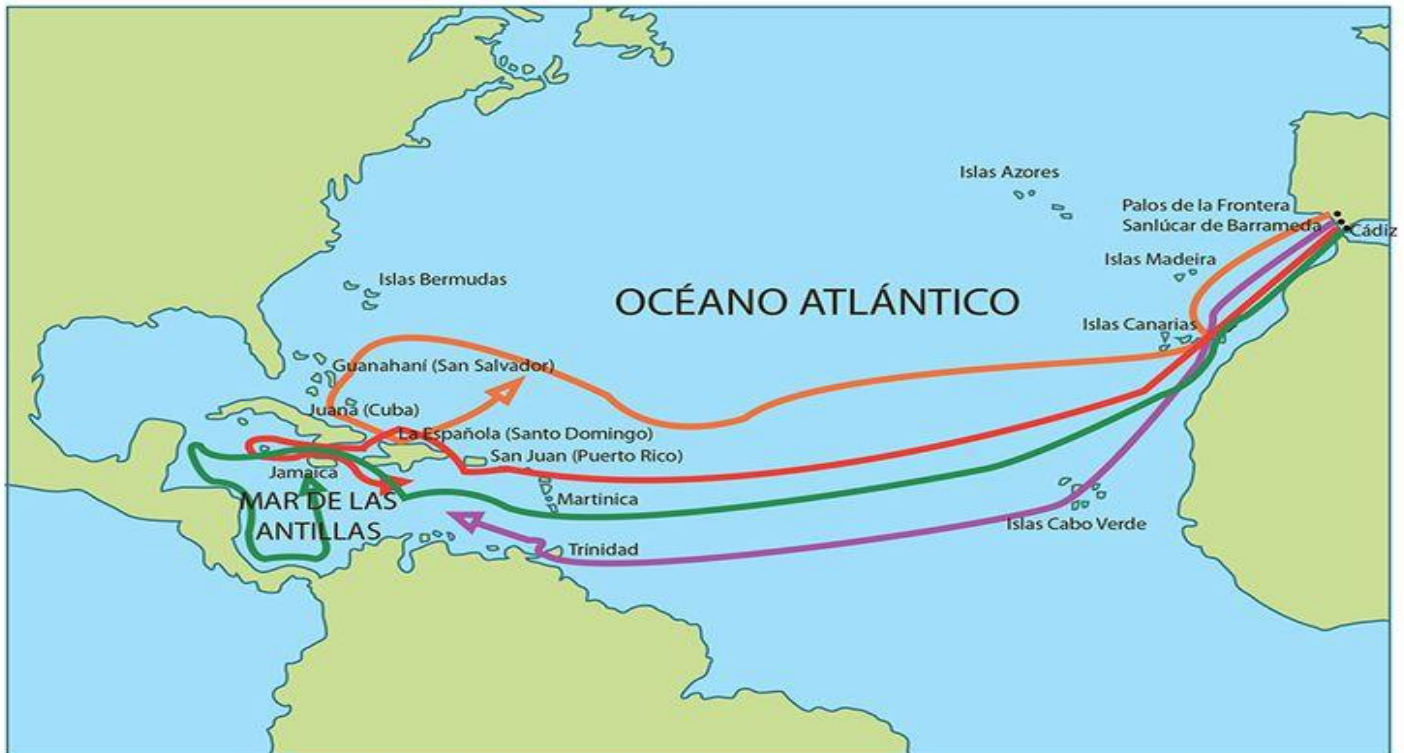 Islas Azores
Palos de la Frontera
Sanlúcar de Barrameda
Cádiz
Islas Madeira
Islas Bermudas
OCÉANO ATLÁNTICO
Islas Canarias
Guanahaní (San Salvador)
Juana (Cuba)
La Española (Santo Domingo)
San Juan (Puerto Rico)
Jamaica
MAR DE LAS
ANTILLAS
Martinica
Islas Cabo Verde
Trinidad